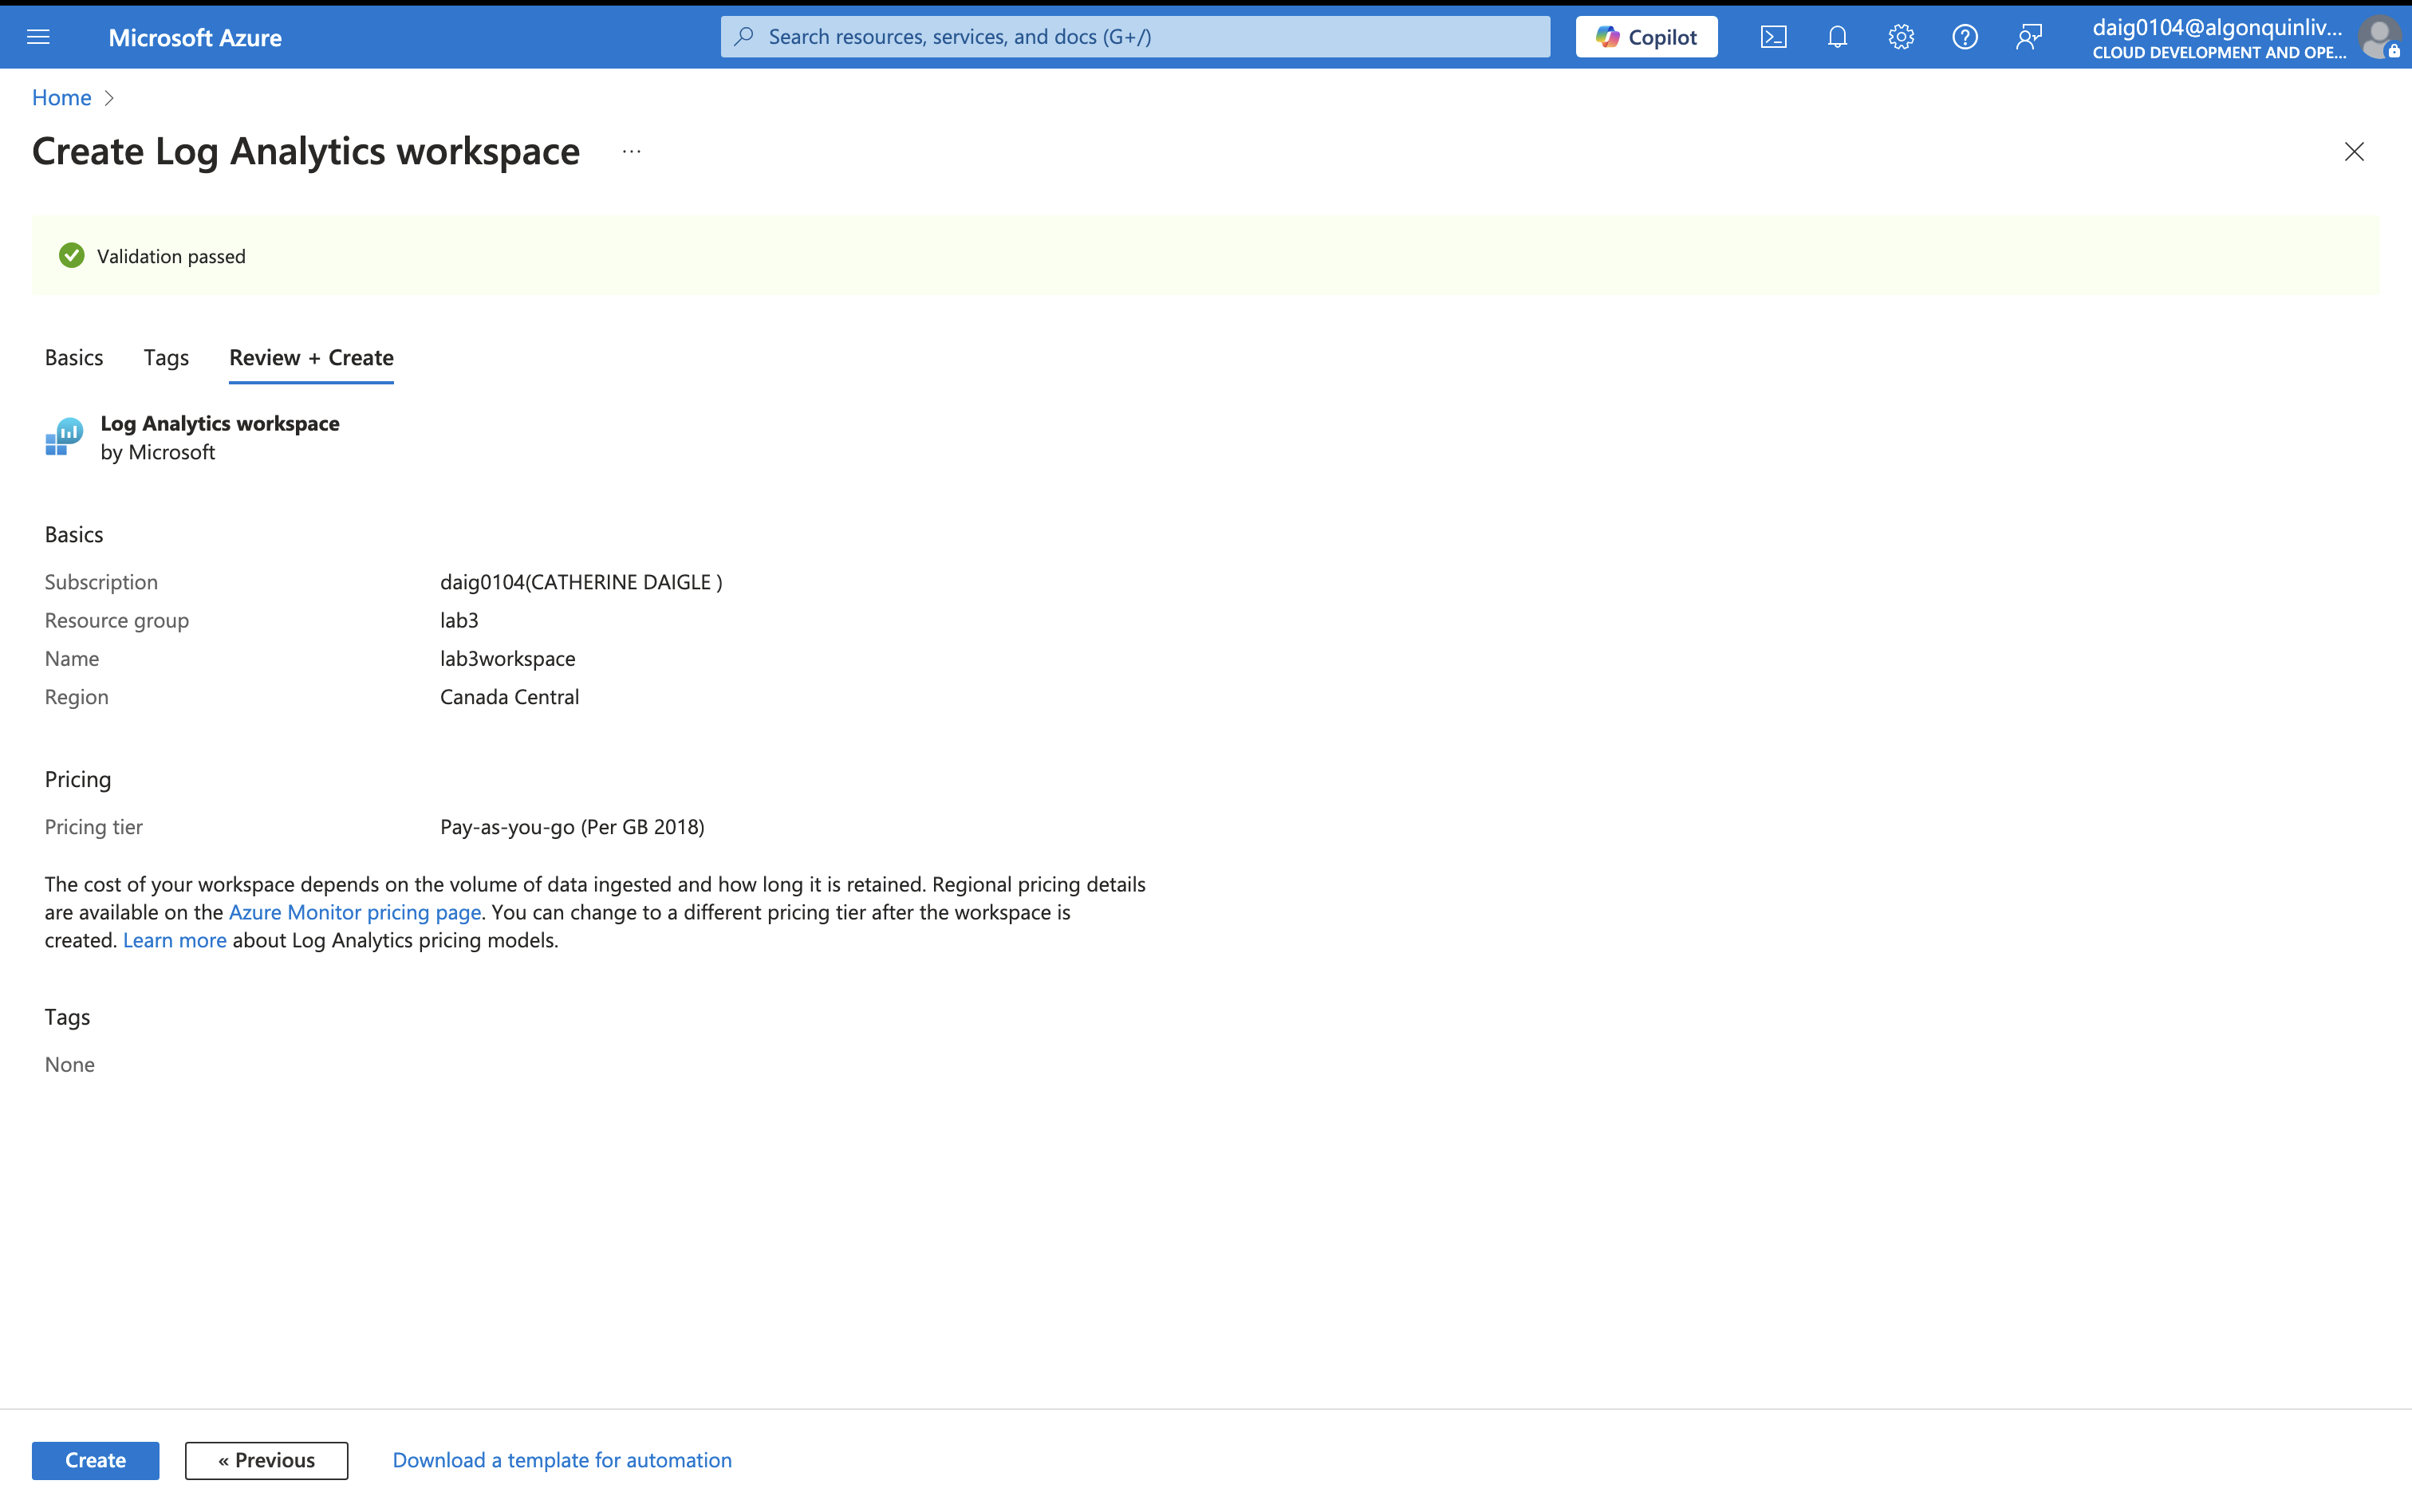 Microsoft Azure
Search resources, services, and docs (G+/)
Copilot
daig0104@algonquinliv...
CLOUD DEVELOPMENT AND OPE...
Home
Create Log Analytics workspace
Validation passed
Basics Tags Review + Create
Log Analytics workspace
by Microsoft
Basics
Subscription daig0104(CATHERINE DAIGLE )
Resource group lab3
Name lab3workspace
Region Canada Central
Pricing
Pricing tier Pay-as-you-go (Per GB 2018)
The cost of your workspace depends on the volume of data ingested and how long it is retained. Regional pricing details
are available on the Azure Monitor pricing page. You can change to a different pricing tier after the workspace is
created. Learn more about Log Analytics pricing models.
Tags
None
Create « Previous Download a template for automation